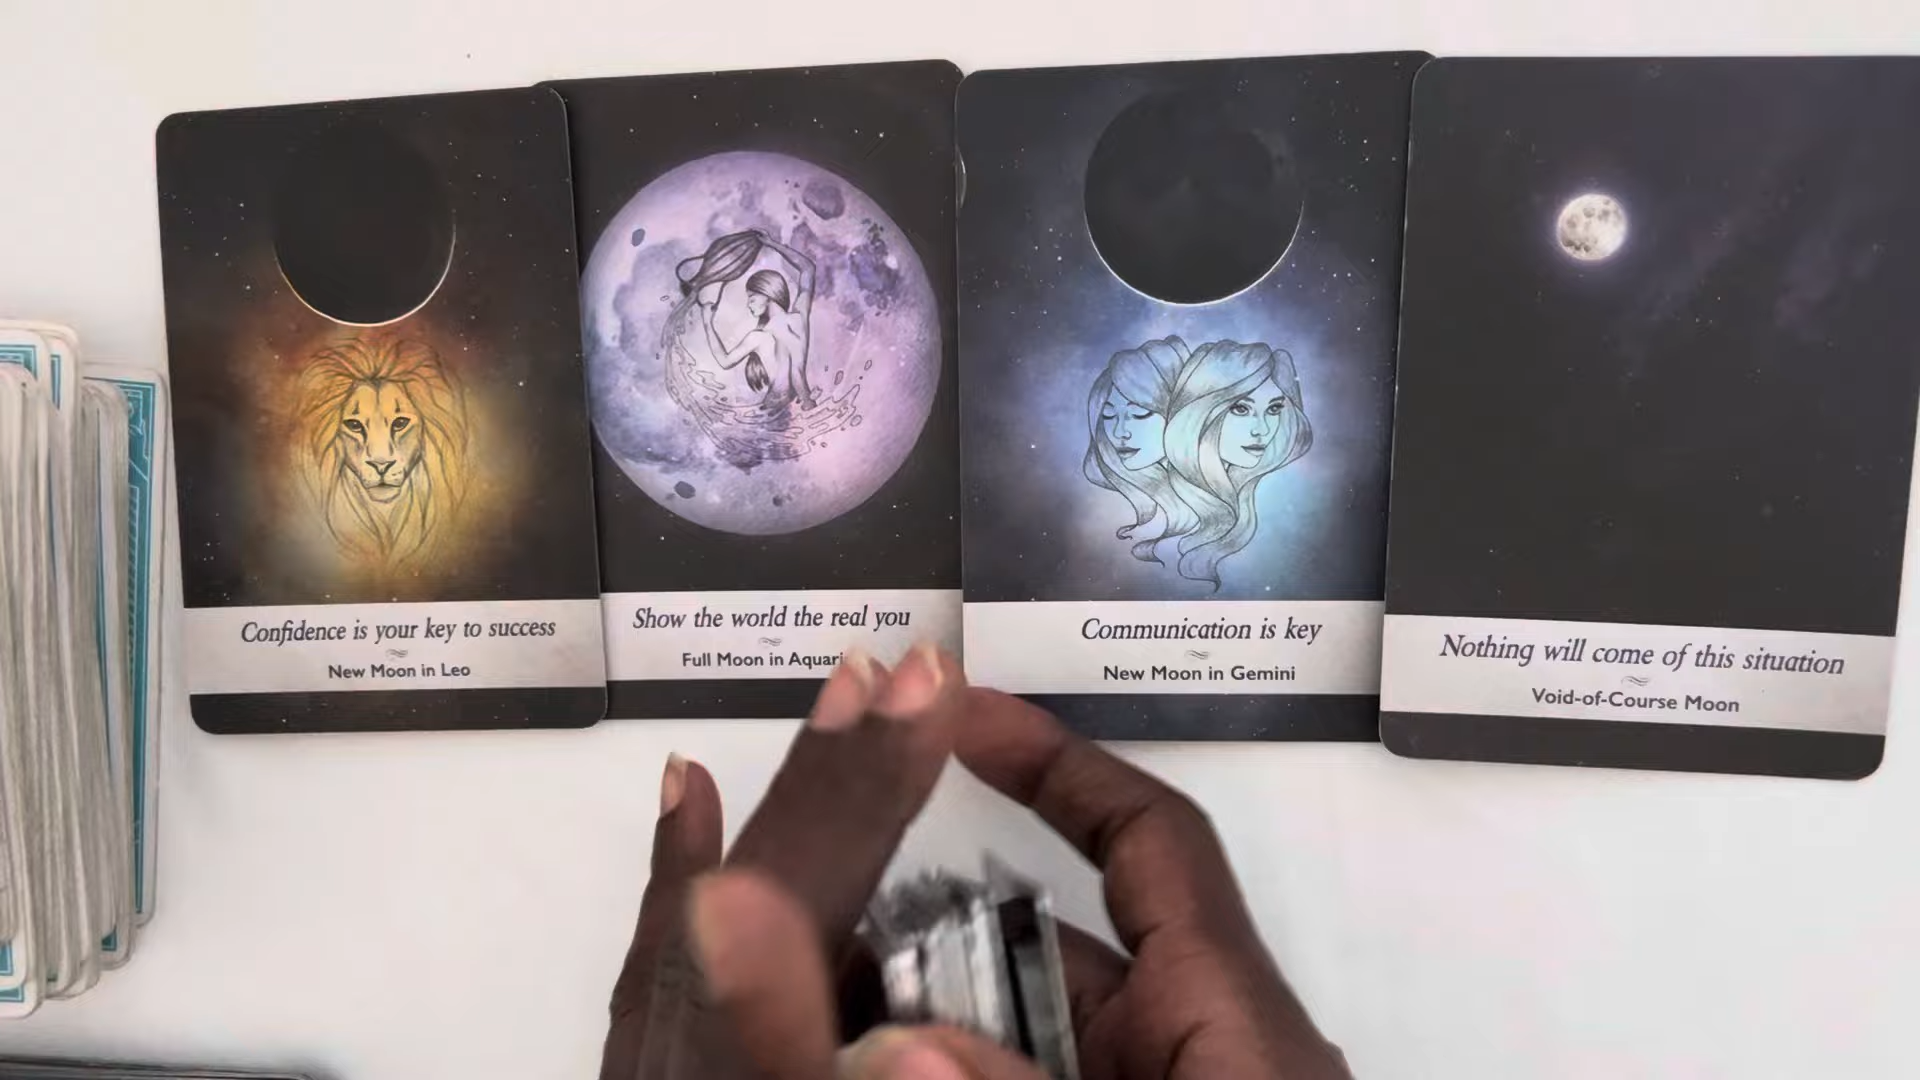 Confidence is your key to success
New Moon in Leo
Show the world the real you
Full Moon in
Communication is key
New Moon in Gemini
Nothing will come of this situation
Void-of-Course Moon